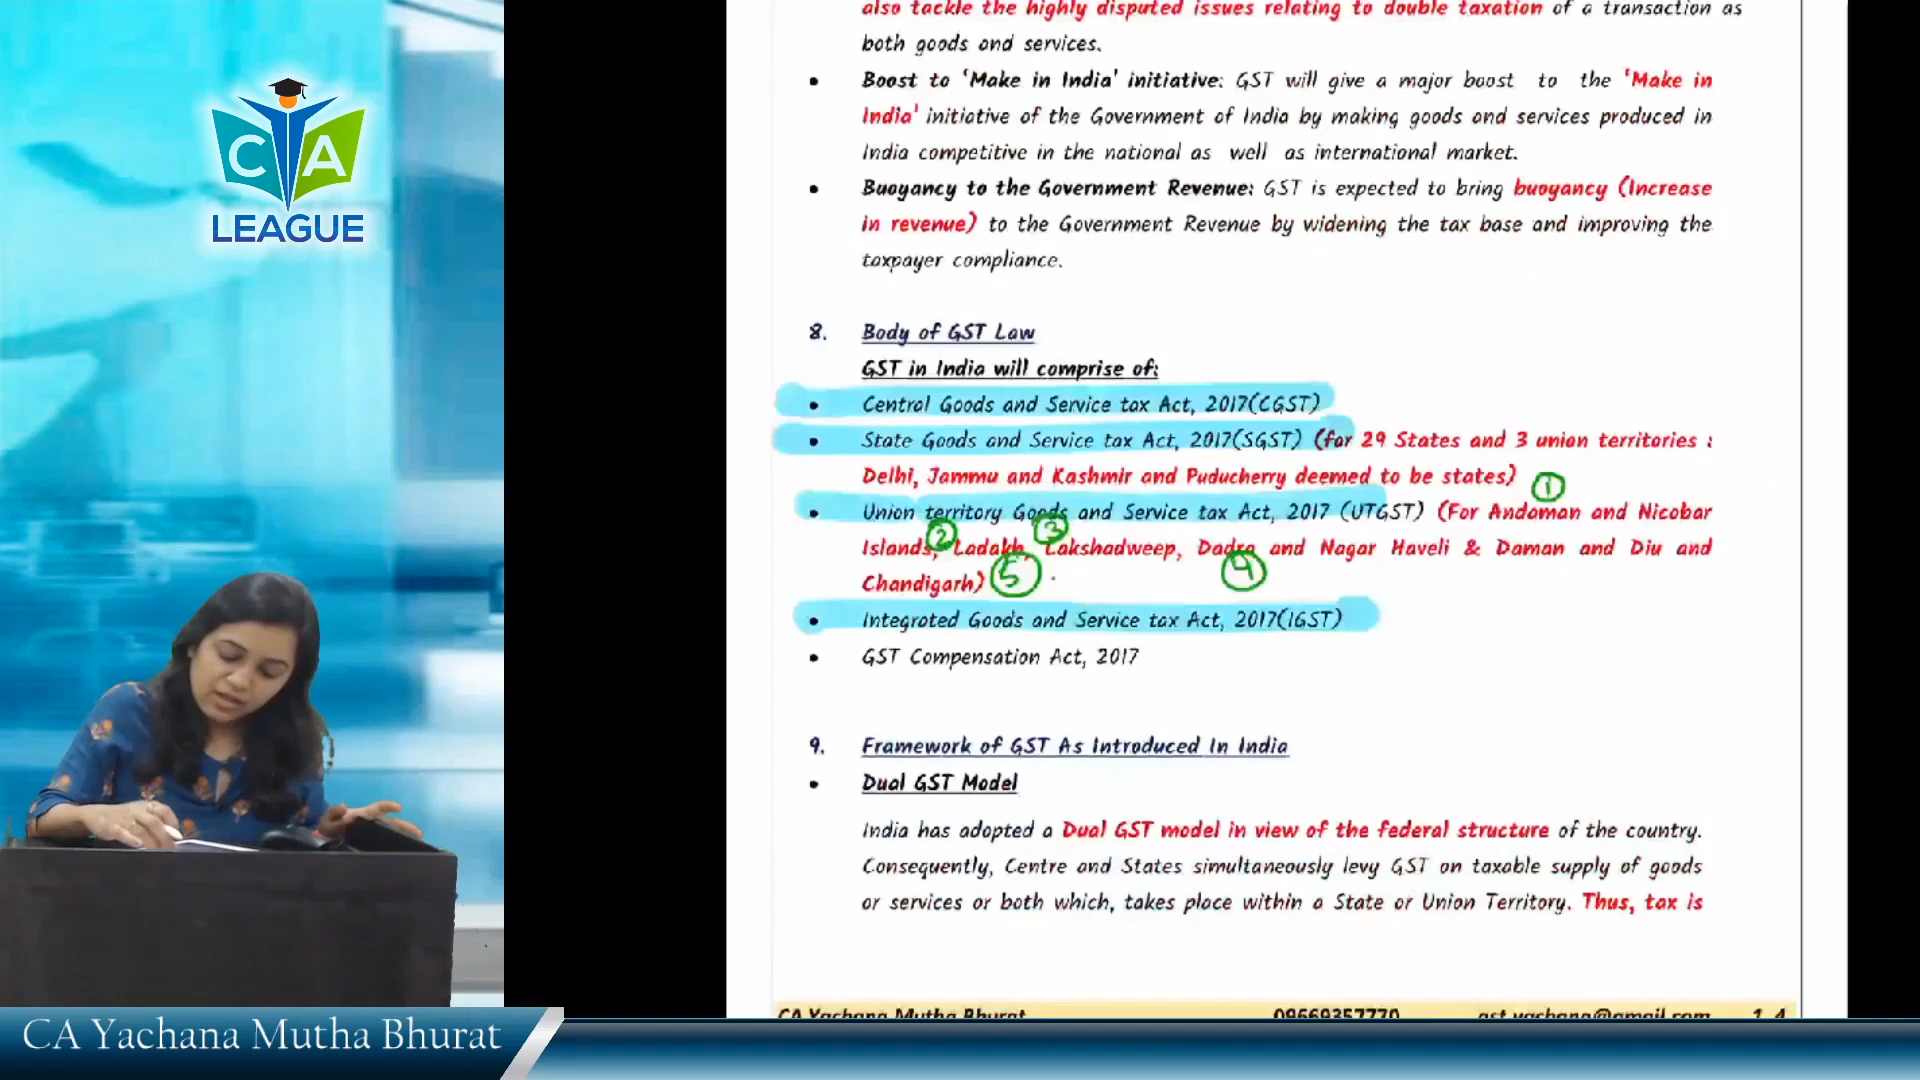 CA
LEAGUE
also tackle the highly disputed issues relating to double taxation of a transaction as
both goods and services.
• Boost to 'Make in India' initiative: GST will give a major boost to the 'Make in
India' initiative of the Government of India by making goods and services produced in
India competitive in the national as well as international market.
• Buoyancy to the Government Revenue: GST is expected to bring buoyancy (Increase
in revenue) to the Government Revenue by widening the tax base and improving the
taxpayer compliance.
8. Body of GST Law
GST in India will comprise of:
• Central Goods and Service tax Act, 2017(CGST)
• State Goods and Service tax Act, 2017(SGST) (for 29 States and 3 union territories :
Delhi, Jammu and Kashmir and Puducherry deemed to be states) 1
• Union territory Goods and Service tax Act, 2017 (UTGST) (For Andaman and Nicobar
2 3
Islands, Ladakh, Lakshadweep, Dadra and Nagar Haveli & Daman and Diu and
Chandigarh) 5 4
• Integrated Goods and Service tax Act, 2017(IGST)
• GST Compensation Act, 2017
9. Framework of GST As Introduced In India
• Dual GST Model
India has adopted a Dual GST model in view of the federal structure of the country.
Consequently, Centre and States simultaneously levy GST on taxable supply of goods
or services or both which, takes place within a State or Union Territory. Thus, tax is
CA Yachana Mutha Bhurat 09669357770 gst.yachana@gmail.com 1.4
CA Yachana Mutha Bhurat